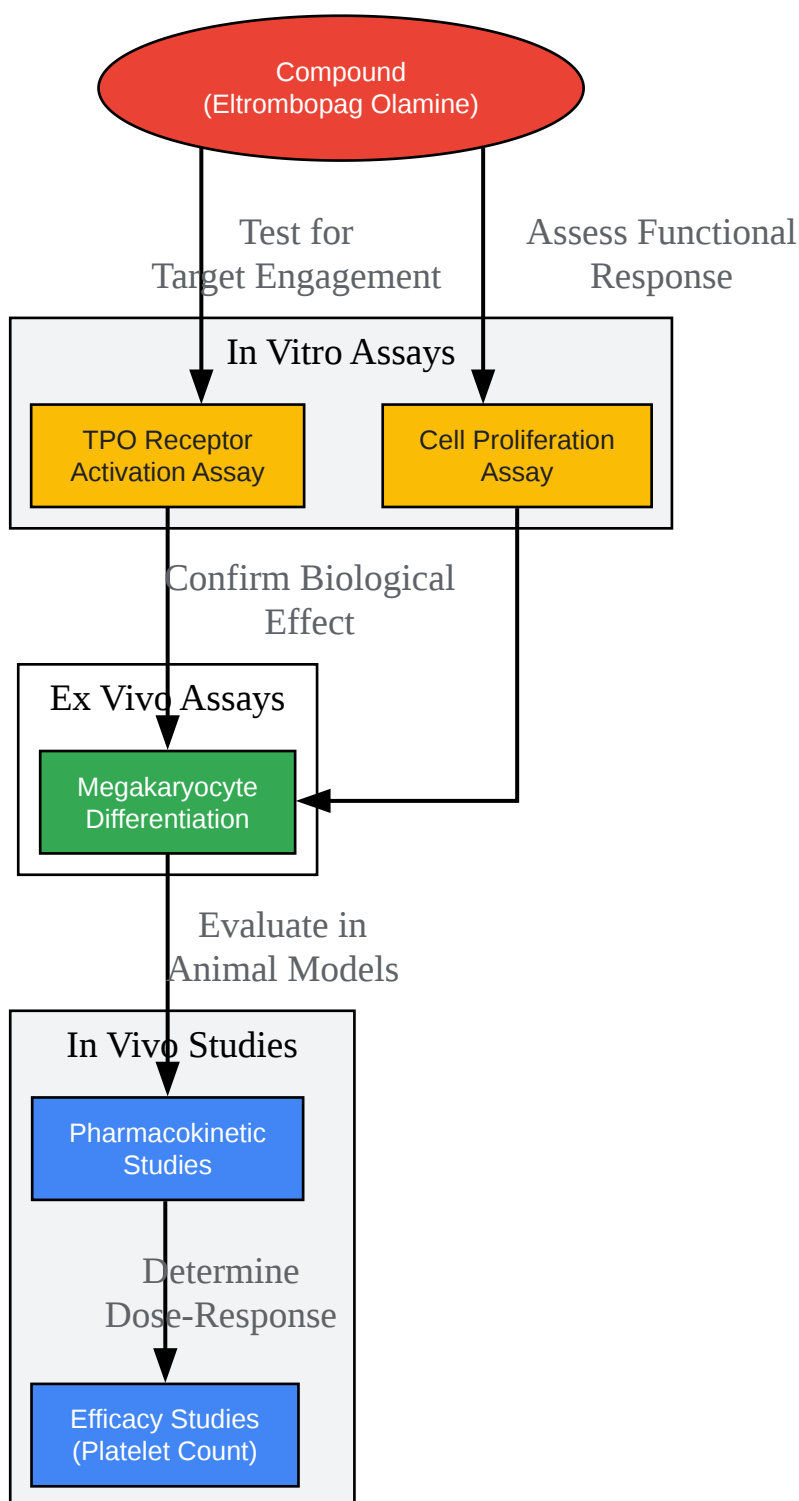 Compound
(Eltrombopag Olamine)
Test for
Target Engagement
Assess Functional
Response
In Vitro Assays
TPO Receptor
Activation Assay
Cell Proliferation
Assay
Confirm Biological
Effect
Ex Vivo Assays
Megakaryocyte
Differentiation
Evaluate in
Animal Models
In Vivo Studies
Pharmacokinetic
Studies
Determine
Dose-Response
Efficacy Studies
(Platelet Count)